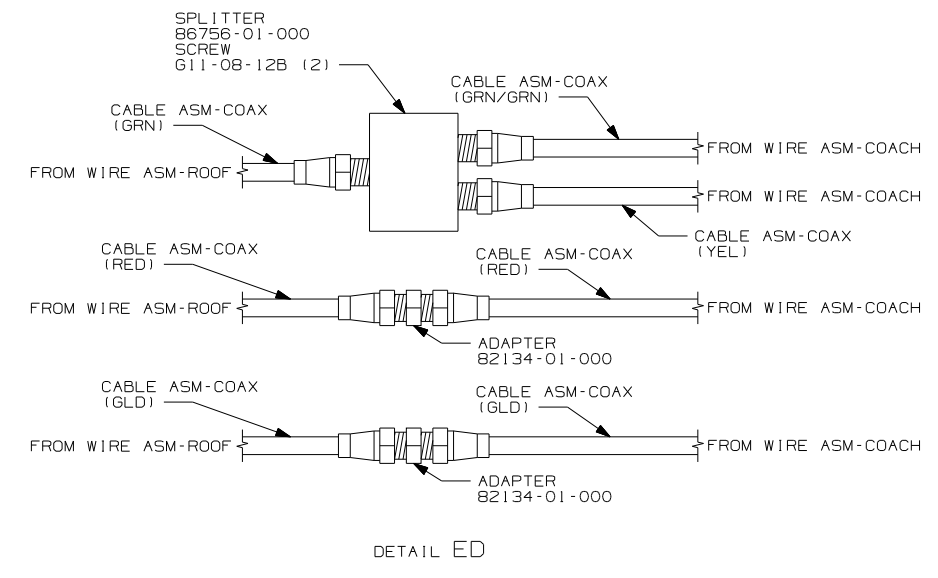 SPLITTER
86756-01-000
SCREW
G11-08-12B (2)
CABLE ASM-COAX
(GRN/GRN)
CABLE ASM-COAX
(GRN)
FROM WIRE ASM-ROOF
FROM WIRE ASM-COACH
FROM WIRE ASM-COACH
CABLE ASM-COAX
(YEL)
CABLE ASM-COAX
(RED)
CABLE ASM-COAX
(RED)
FROM WIRE ASM-ROOF
FROM WIRE ASM-COACH
ADAPTER
82134-01-000
CABLE ASM-COAX
(GLD)
CABLE ASM-COAX
(GLD)
FROM WIRE ASM-ROOF
FROM WIRE ASM-COACH
ADAPTER
82134-01-000
DETAIL ED